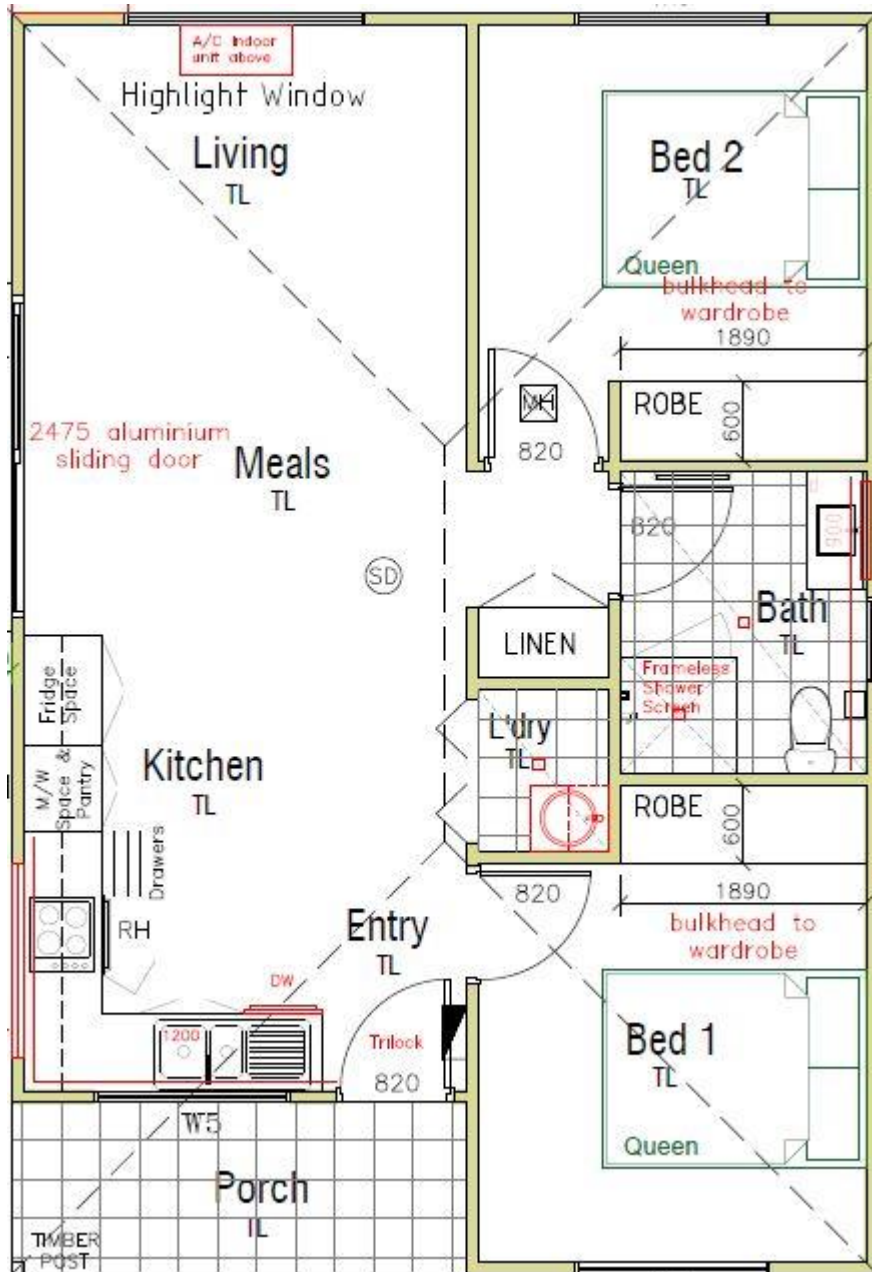 A/C Indoor
unit above
Highlight Window
Living
TL
Bed 2
TL
Queen
bulkhead to
wardrobe
1890
ROBE
600
MH
820
2475 aluminium
sliding door
Meals
TL
SD
820
900
Bath
TL
LINEN
Frameless
Shower
Screen
Fridge
Space
M/W
Space &
Pantry
Kitchen
TL
L'dry
TL
Drawers
RH
ROBE
600
820
1890
bulkhead to
wardrobe
Entry
TL
DW
1200
Trilock
820
Bed 1
TL
Queen
W5
Porch
TL
TIMBER
POST